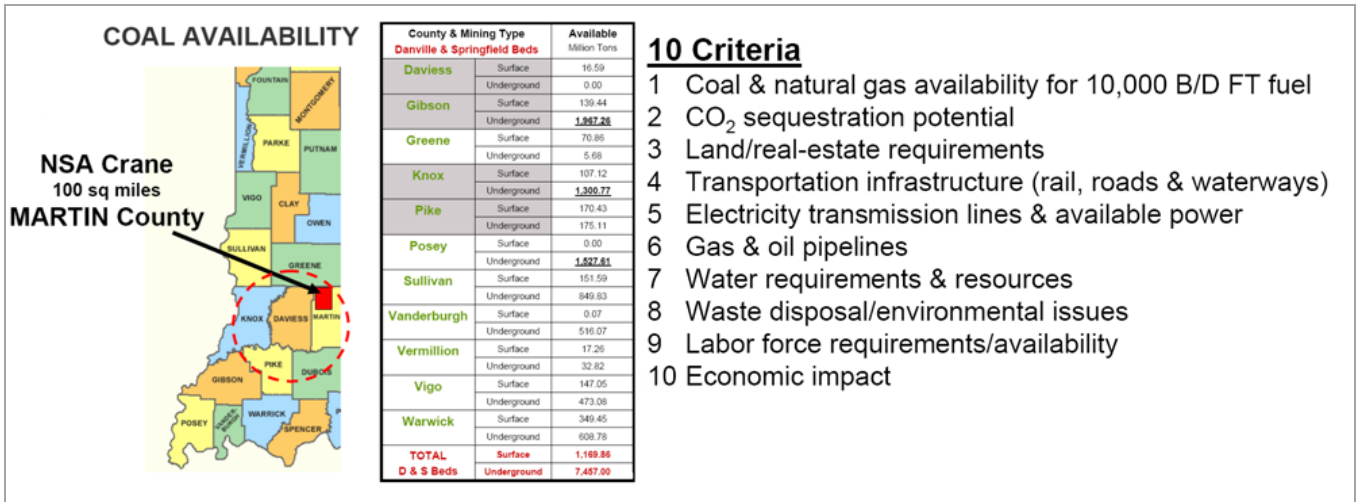 COAL AVAILABILITY
NSA Crane
100 sq miles
MARTIN County
FOUNTAIN
MONTGOMERY
VERMILLION
PARKE
PUTNAM
VIGO
CLAY
OWEN
SULLIVAN
GREENE
KNOX
DAVIESS
MARTIN
PIKE
DUBOIS
GIBSON
POSEY
VANDER-
BURGH
WARRICK
SPENCER
P
County & Mining Type Available
Danville & Springfield Beds Million Tons
Daviess Surface 16.59
Underground 0.00
Gibson Surface 139.44
Underground 1,967.26
Greene Surface 70.86
Underground 5.68
Knox Surface 107.12
Underground 1,300.77
Pike Surface 170.43
Underground 175.11
Posey Surface 0.00
Underground 1,527.61
Sullivan Surface 151.59
Underground 849.83
Vanderburgh Surface 0.07
Underground 516.07
Vermillion Surface 17.26
Underground 32.82
Vigo Surface 147.05
Underground 473.08
Warwick Surface 349.45
Underground 608.78
TOTAL Surface 1,169.86
D & S Beds Underground 7,457.00
10 Criteria
1 Coal & natural gas availability for 10,000 B/D FT fuel
2 CO₂ sequestration potential
3 Land/real-estate requirements
4 Transportation infrastructure (rail, roads & waterways)
5 Electricity transmission lines & available power
6 Gas & oil pipelines
7 Water requirements & resources
8 Waste disposal/environmental issues
9 Labor force requirements/availability
10 Economic impact